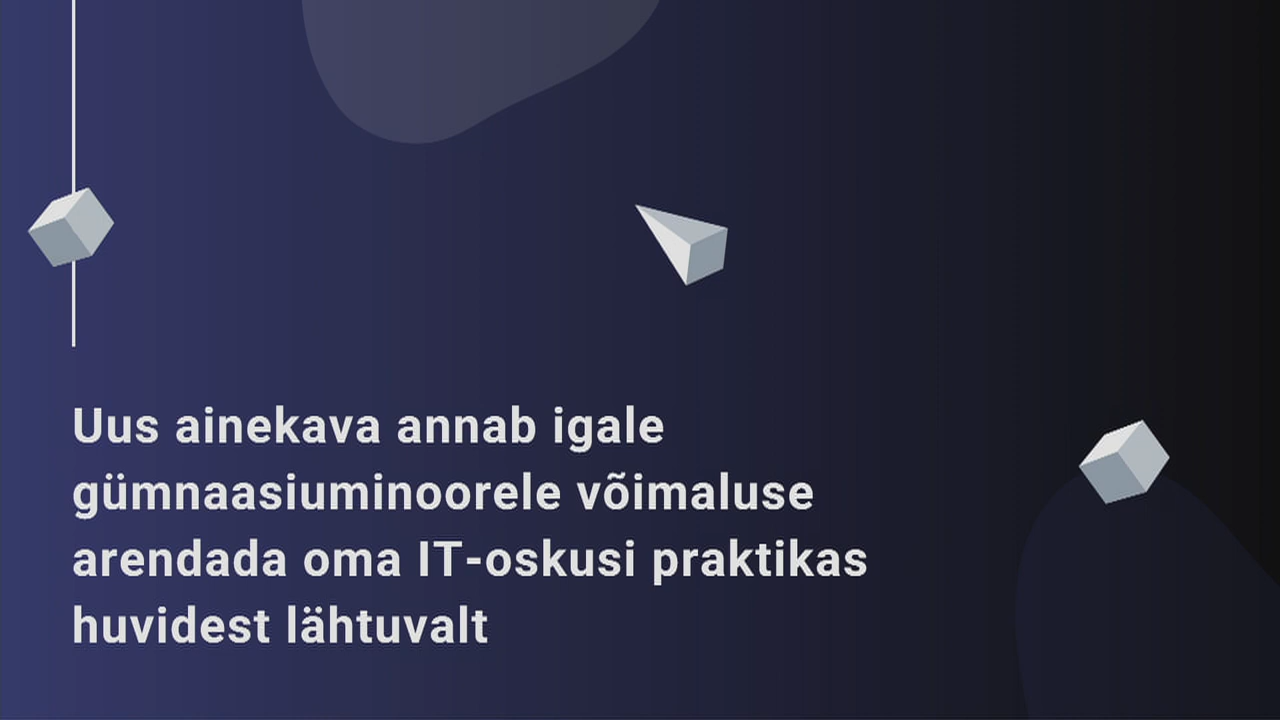 Uus ainekava annab igale
gümnaasiuminoorele võimaluse
arendada oma IT-oskusi praktikas
huvidest lähtuvalt